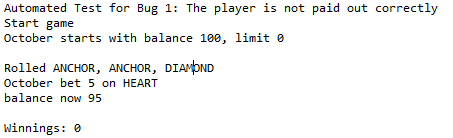 Automated Test for Bug 1: The player is not paid out correctly
Start game
October starts with balance 100, limit 0
Rolled ANCHOR, ANCHOR, DIAMOND
October bet 5 on HEART
balance now 95
Winnings: 0